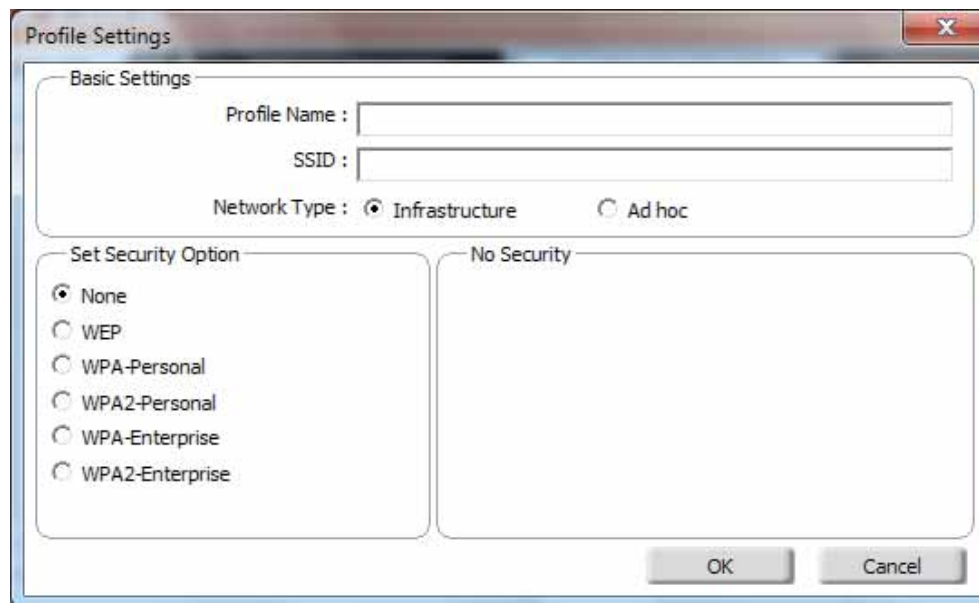 Profile Settings
Basic Settings
Profile Name :
SSID :
Network Type : Infrastructure Ad hoc
Set Security Option
None
WEP
WPA-Personal
WPA2-Personal
WPA-Enterprise
WPA2-Enterprise
No Security
OK Cancel